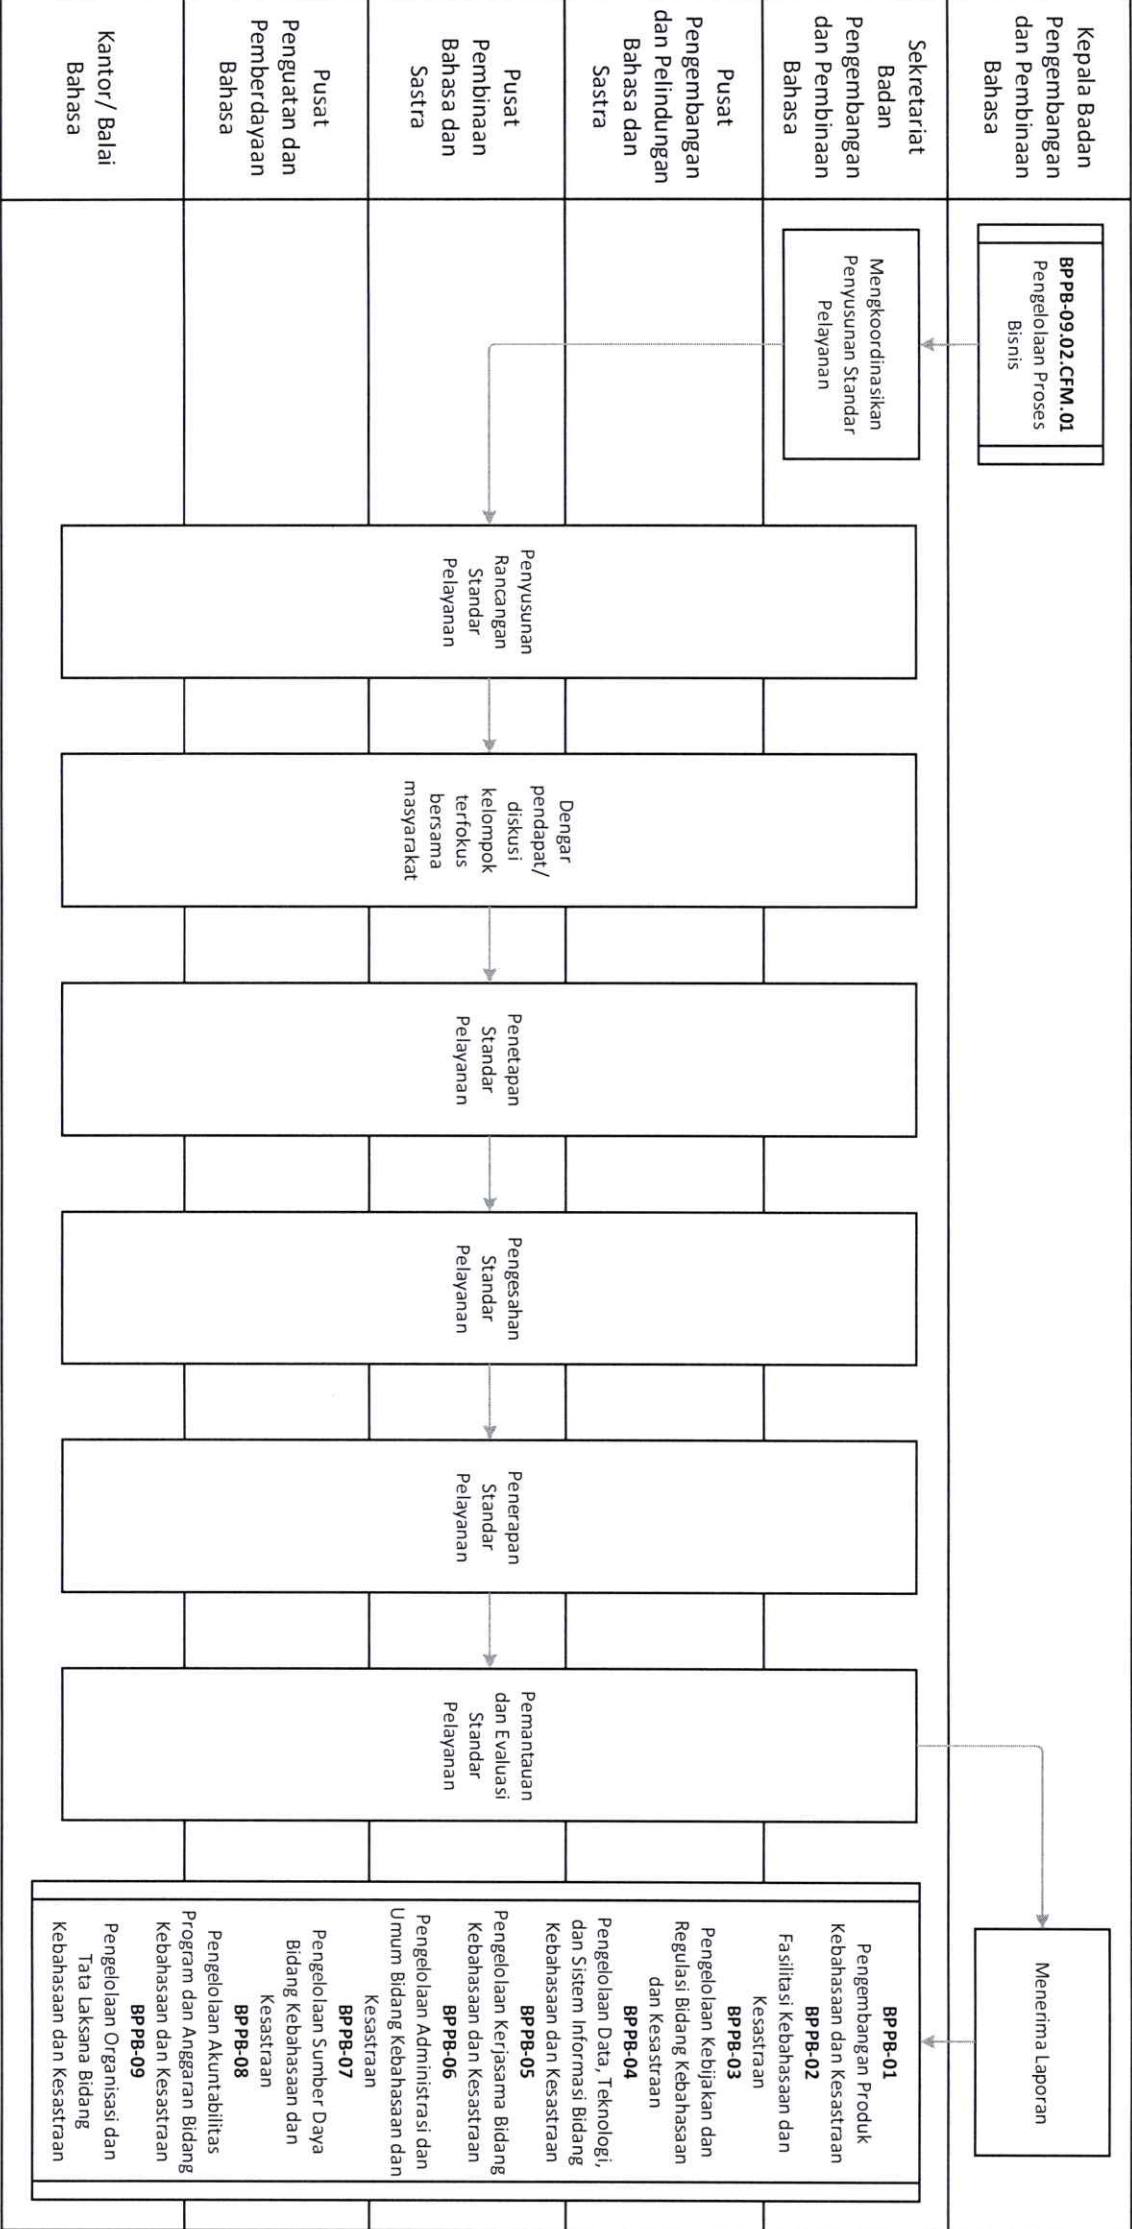 Kepala Badan
Pengembangan
dan Pembinaan
Bahasa
BPPB-09.02.CFM.01
Pengelolaan Proses
Bisnis
Menerima Laporan
Sekretariat
Badan
Pengembangan
dan Pembinaan
Bahasa
Mengkoordinasikan
Penyusunan Standar
Pelayanan
Pusat
Pengembangan
dan Pelindungan
Bahasa dan
Sastra
Pusat
Pembinaan
Bahasa dan
Sastra
Pusat
Penguatan dan
Pemberdayaan
Bahasa
Kantor/ Balai
Bahasa
Penyusunan
Rancangan
Standar
Pelayanan
Dengar
pendapat/
diskusi
kelompok
terfokus
bersama
masyarakat
Penetapan
Standar
Pelayanan
Pengesahan
Standar
Pelayanan
Penerapan
Standar
Pelayanan
Pemantauan
dan Evaluasi
Standar
Pelayanan
BPPB-01
Pengembangan Produk
Kebahasaan dan Kesastraan
BPPB-02
Fasilitasi Kebahasaan dan
Kesastraan
BPPB-03
Pengelolaan Kebijakan dan
Regulasi Bidang Kebahasaan
dan Kesastraan
BPPB-04
Pengelolaan Data, Teknologi,
dan Sistem Informasi Bidang
Kebahasaan dan Kesastraan
BPPB-05
Pengelolaan Kerjasama Bidang
Kebahasaan dan Kesastraan
BPPB-06
Pengelolaan Administrasi dan
Umum Bidang Kebahasaan dan
Kesastraan
BPPB-07
Pengelolaan Sumber Daya
Bidang Kebahasaan dan
Kesastraan
BPPB-08
Pengelolaan Akuntabilitas
Program dan Anggaran Bidang
Kebahasaan dan Kesastraan
BPPB-09
Pengelolaan Organisasi dan
Tata Laksana Bidang
Kebahasaan dan Kesastraan